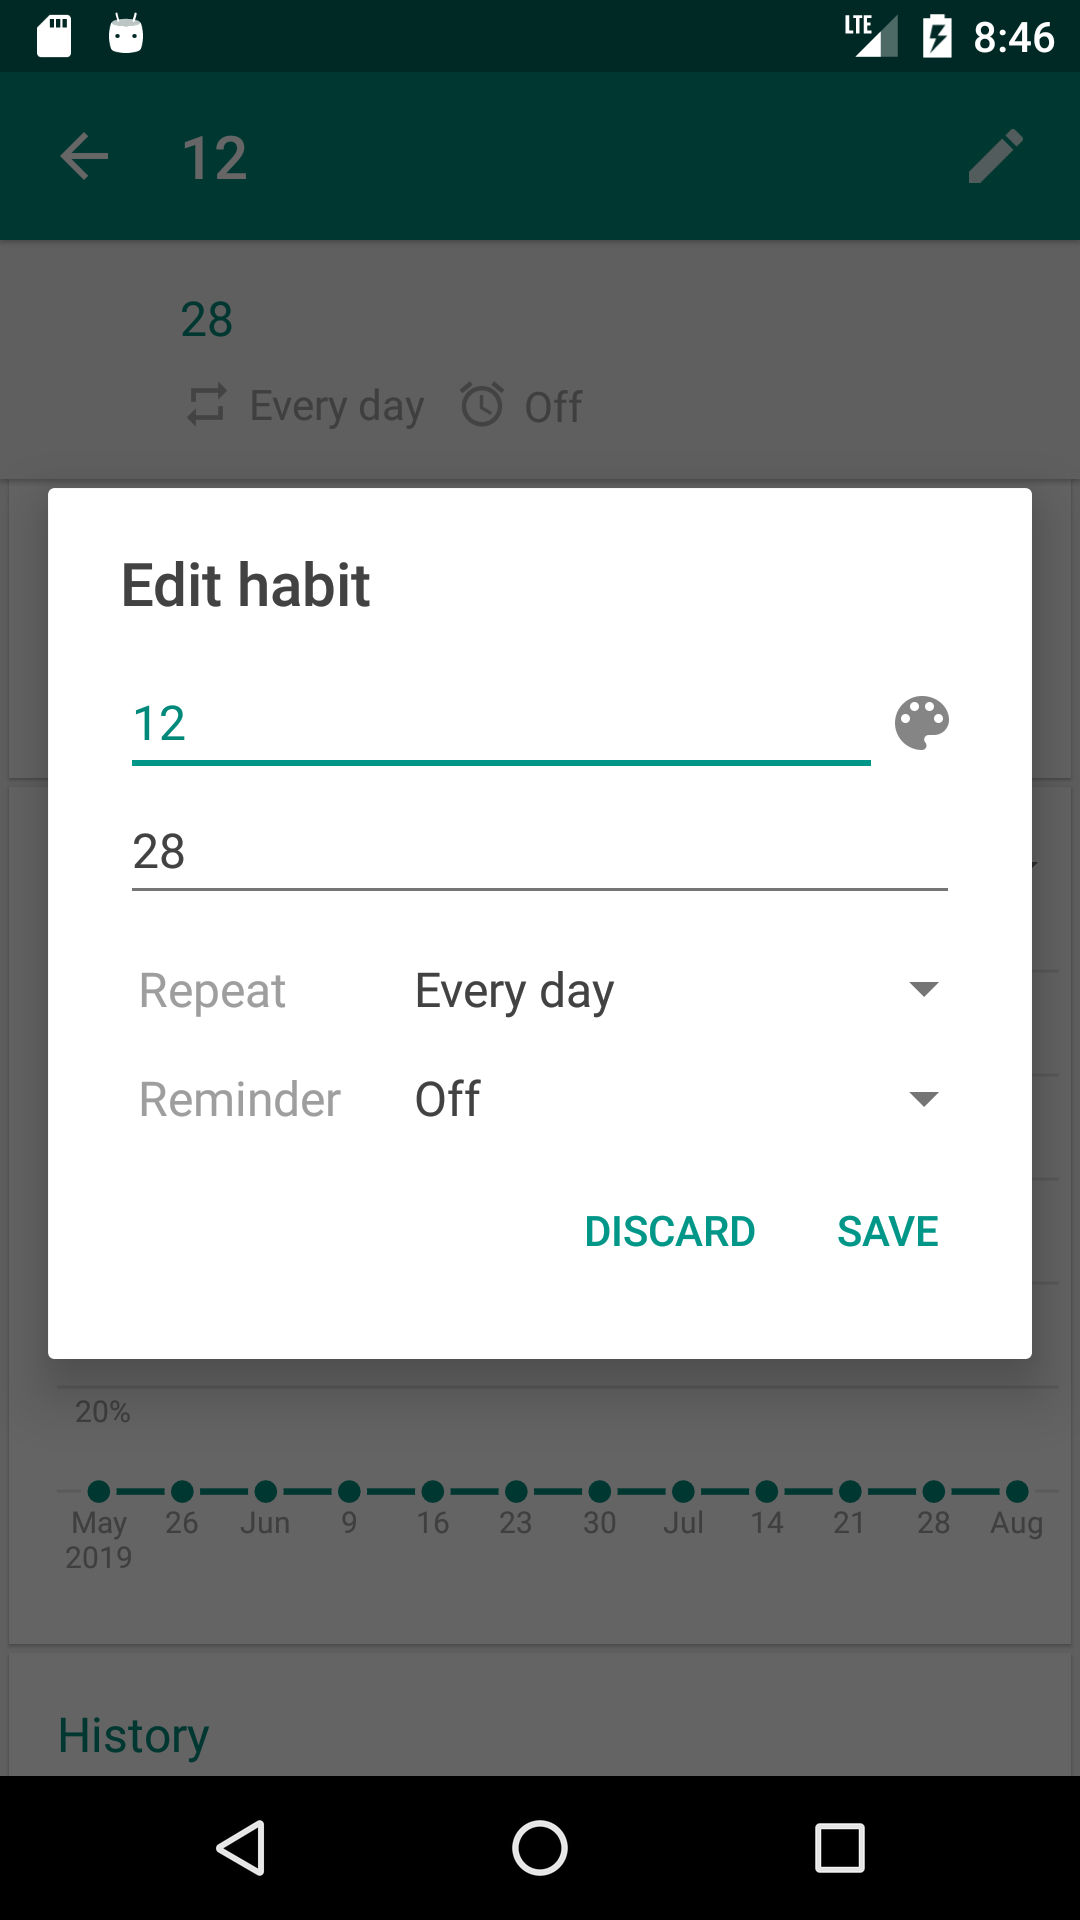 LTE 8:46
12
28
Every day Off
Edit habit
12
28
Repeat Every day
Reminder Off
DISCARD SAVE
20%
May 26 Jun 9 16 23 30 Jul 14 21 28 Aug
2019
History